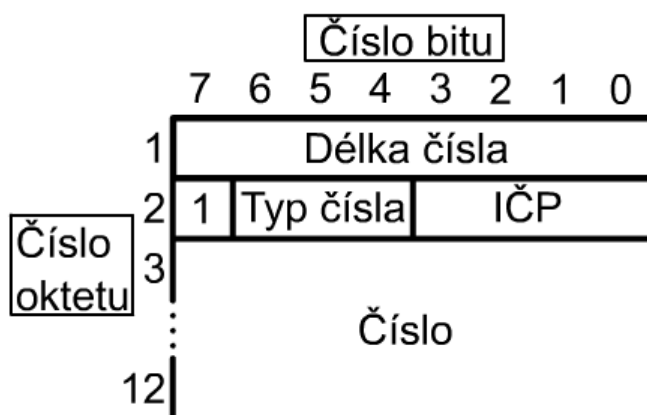 Číslo bitu
7 6 5 4 3 2 1 0
1 Délka čísla
2 1 Typ čísla IČP
Číslo
oktetu
3
Číslo
12